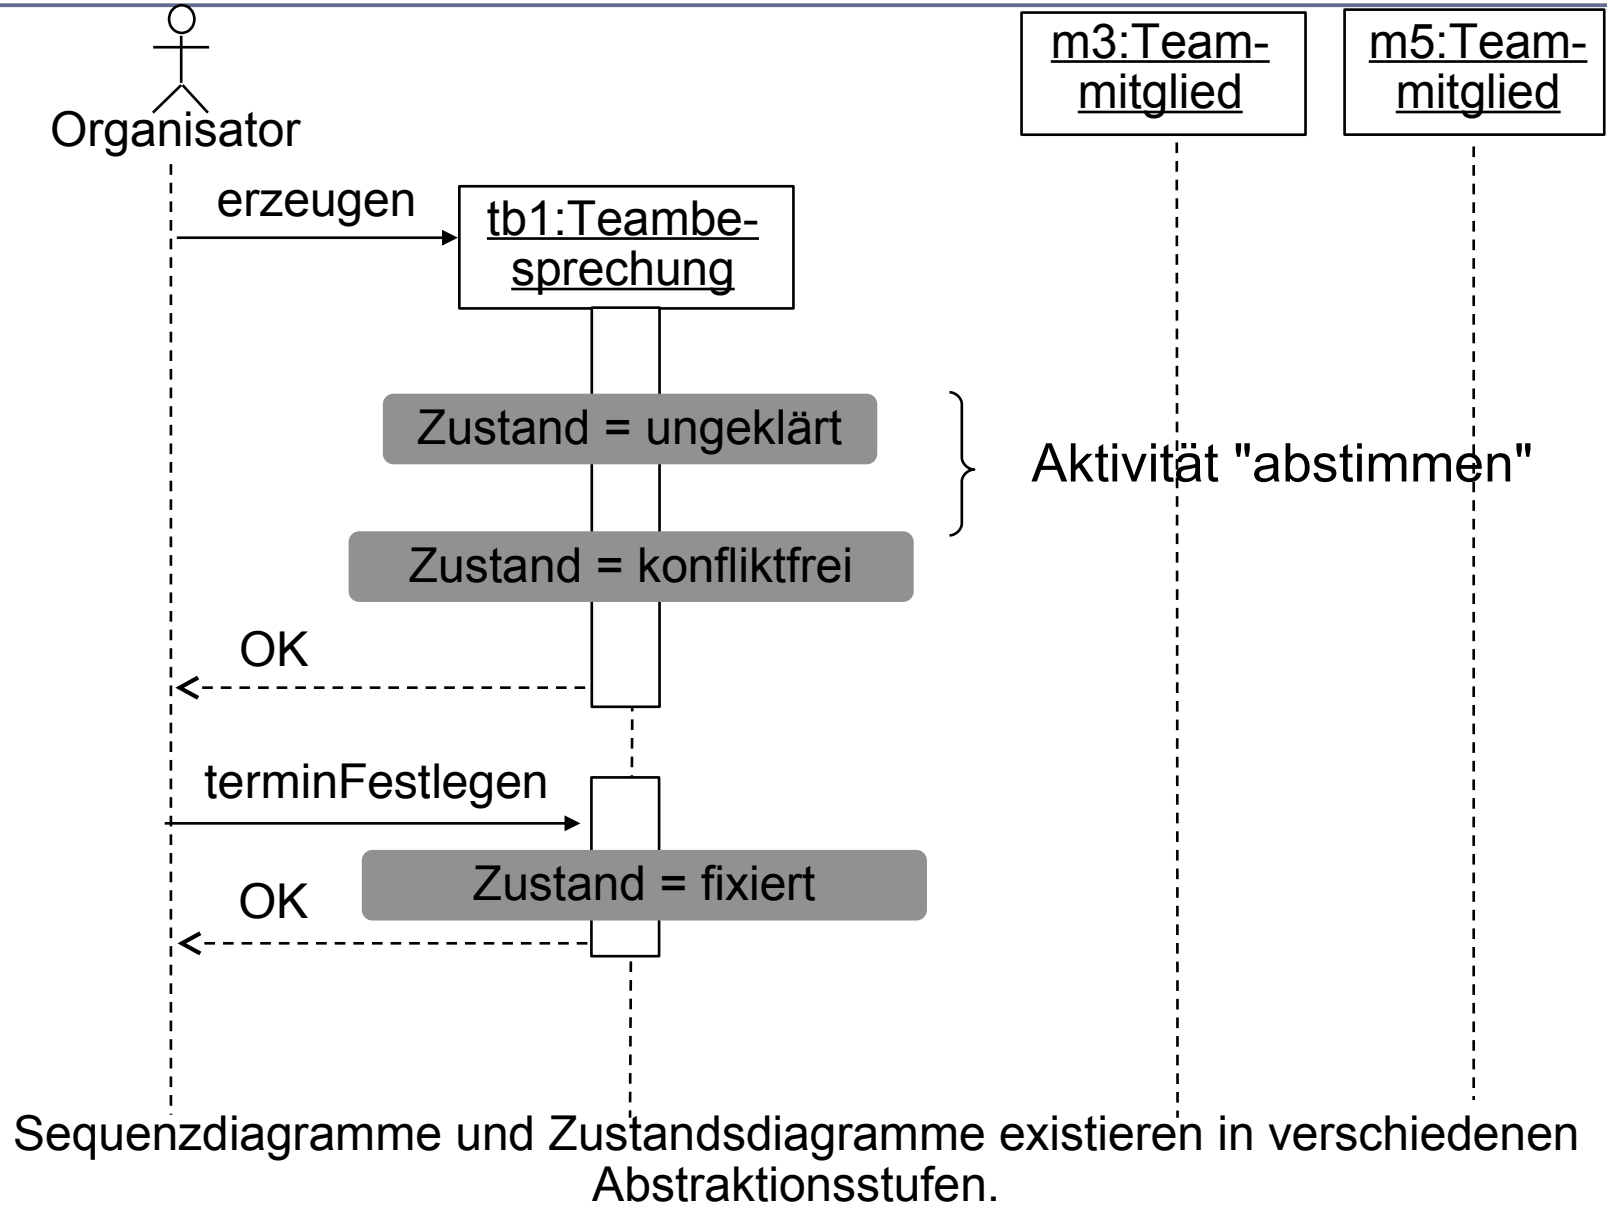 m3:Team-
mitglied
m5:Team-
mitglied
Organisator
erzeugen
tb1:Teambe-
sprechung
Zustand = ungeklärt
Aktivität "abstimmen"
Zustand = konfliktfrei
OK
terminFestlegen
Zustand = fixiert
OK
Sequenzdiagramme und Zustandsdiagramme existieren in verschiedenen
Abstraktionsstufen.